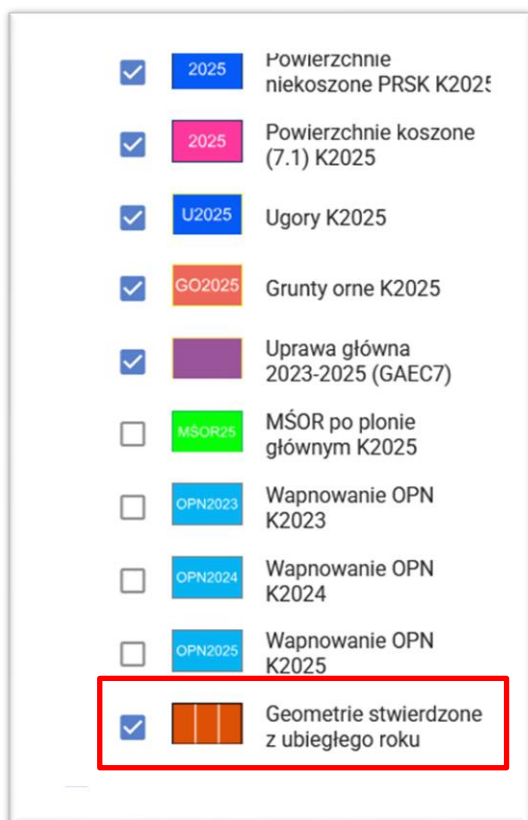 2025
Powierzchnie
niekoszone PRSK K2025
2025
Powierzchnie koszone
(7.1) K2025
U2025
Ugory K2025
GO2025
Grunty orne K2025
Uprawa główna
2023-2025 (GAEC7)
MŚOR25
MŚOR po plonie
głównym K2025
OPN2023
Wapnowanie OPN
K2023
OPN2024
Wapnowanie OPN
K2024
OPN2025
Wapnowanie OPN
K2025
Geometrie stwierdzone
z ubiegłego roku